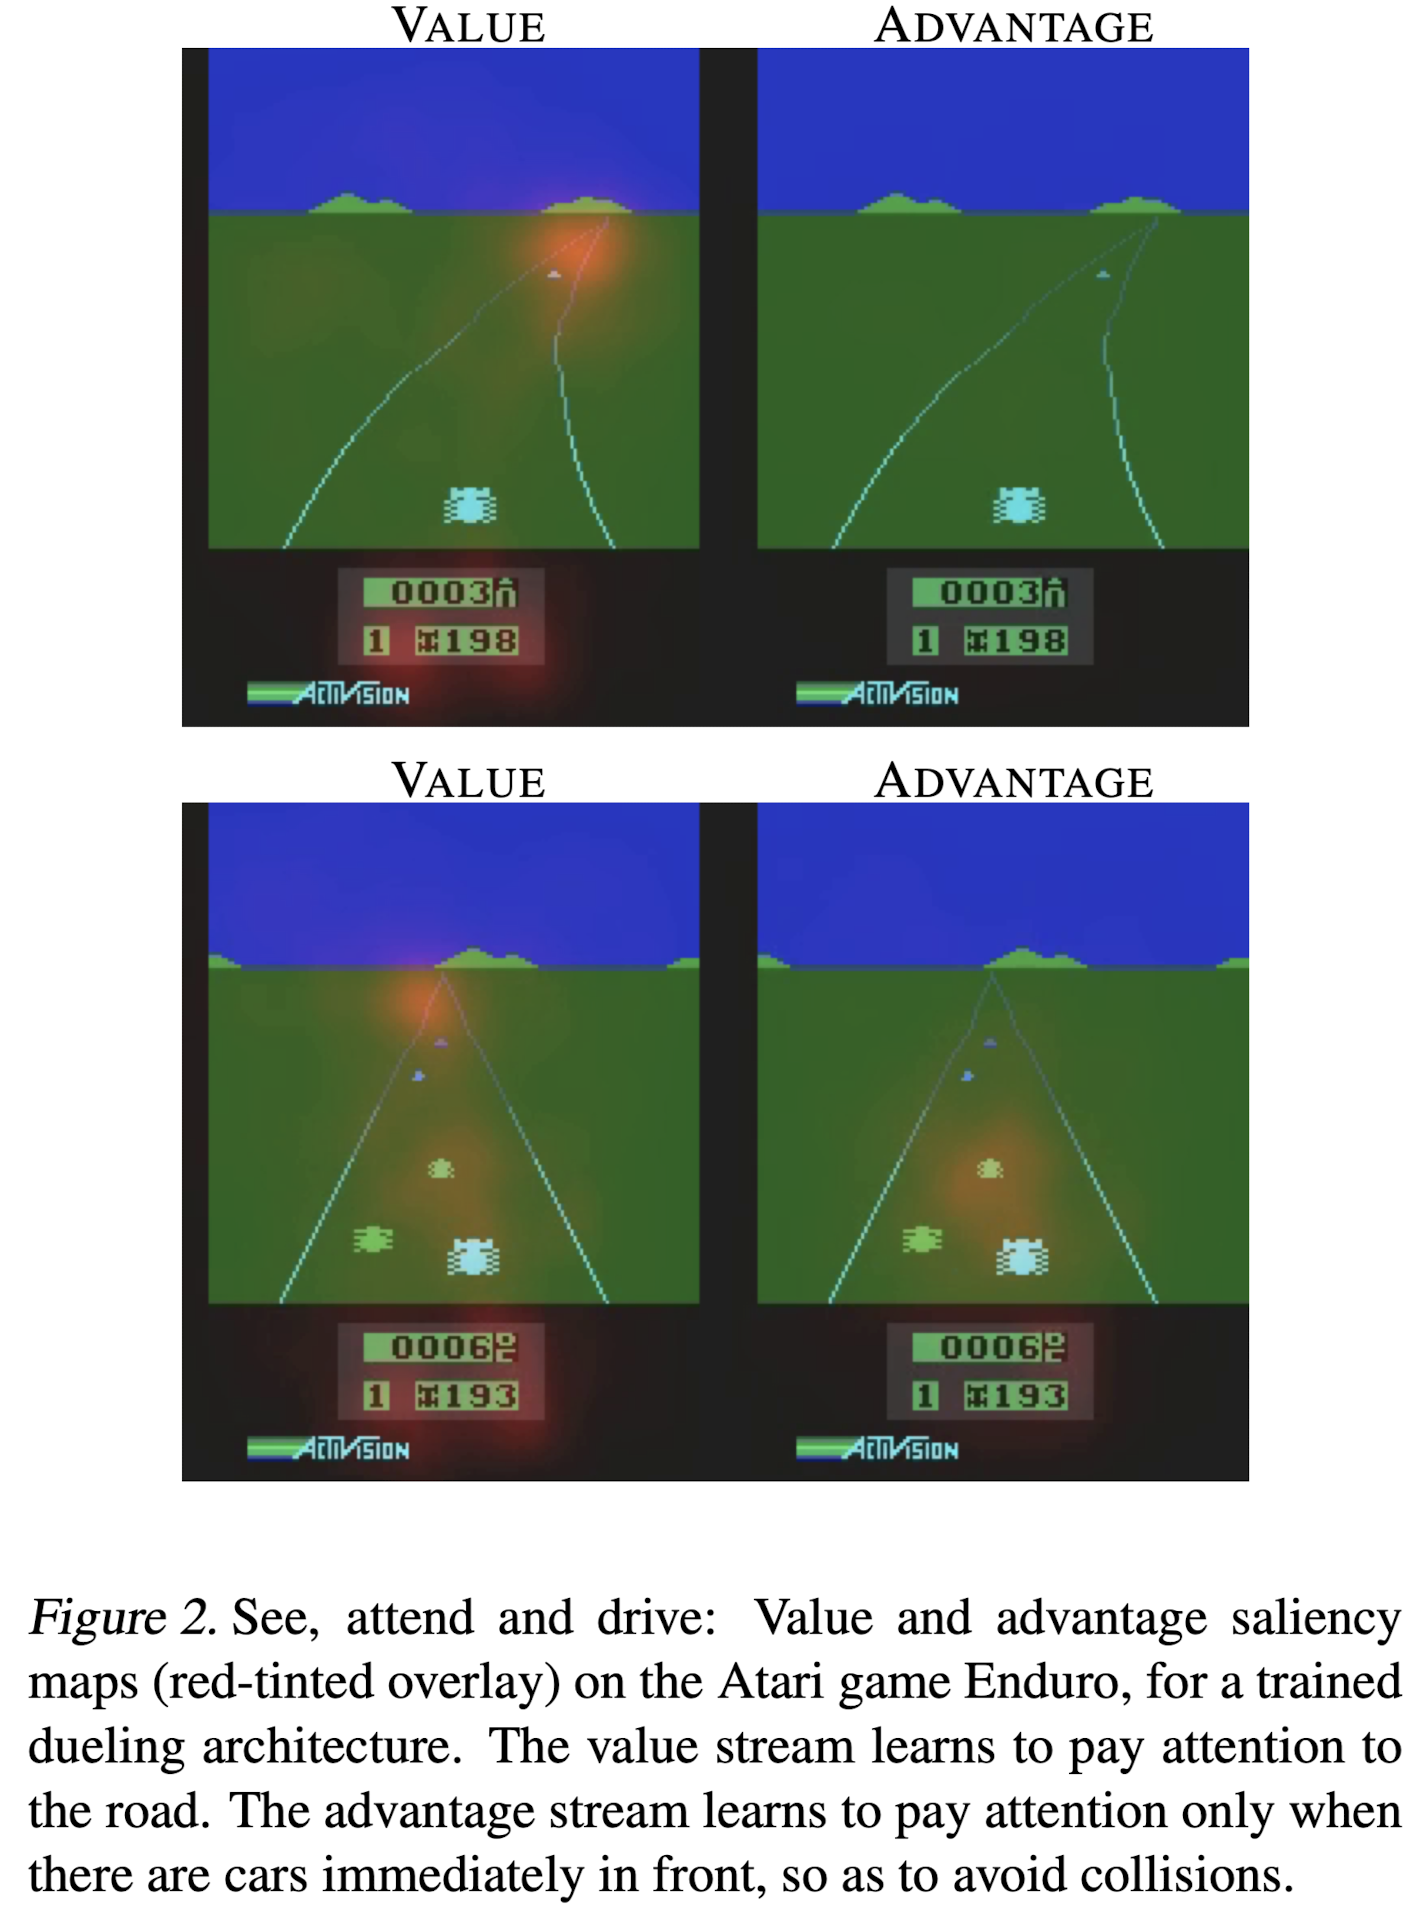 VALUE ADVANTAGE
0003 0003
1 198 1 198
ACTIVISION ACTIVISION
VALUE ADVANTAGE
0006 0006
1 193 1 193
ACTIVISION ACTIVISION
Figure 2. See, attend and drive: Value and advantage saliency
maps (red-tinted overlay) on the Atari game Enduro, for a trained
dueling architecture. The value stream learns to pay attention to
the road. The advantage stream learns to pay attention only when
there are cars immediately in front, so as to avoid collisions.